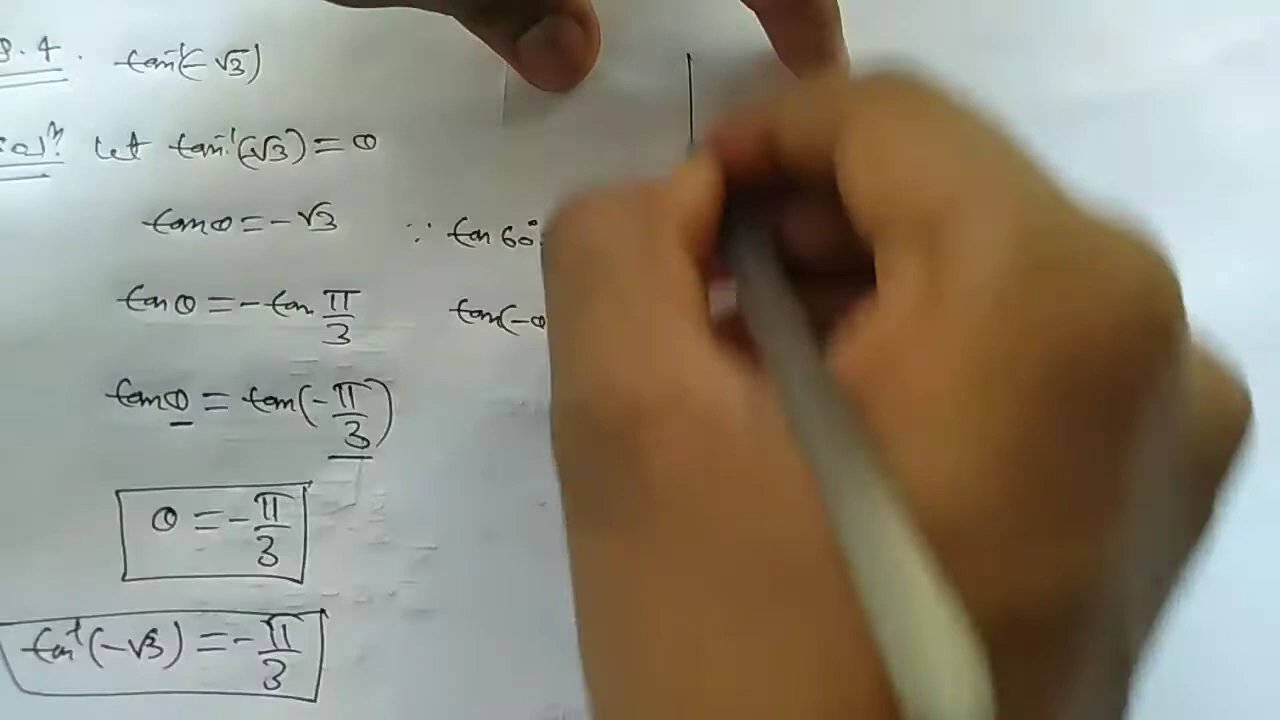 8.4. tan⁻¹(-√3)
Solⁿ: Let tan⁻¹(-√3) = θ
tanθ = -√3 ∵ tan 60°
tanθ = -tan π/3 tan(-θ
tanθ = tan(-π/3)
θ = -π/3
tan⁻¹(-√3) = -π/3